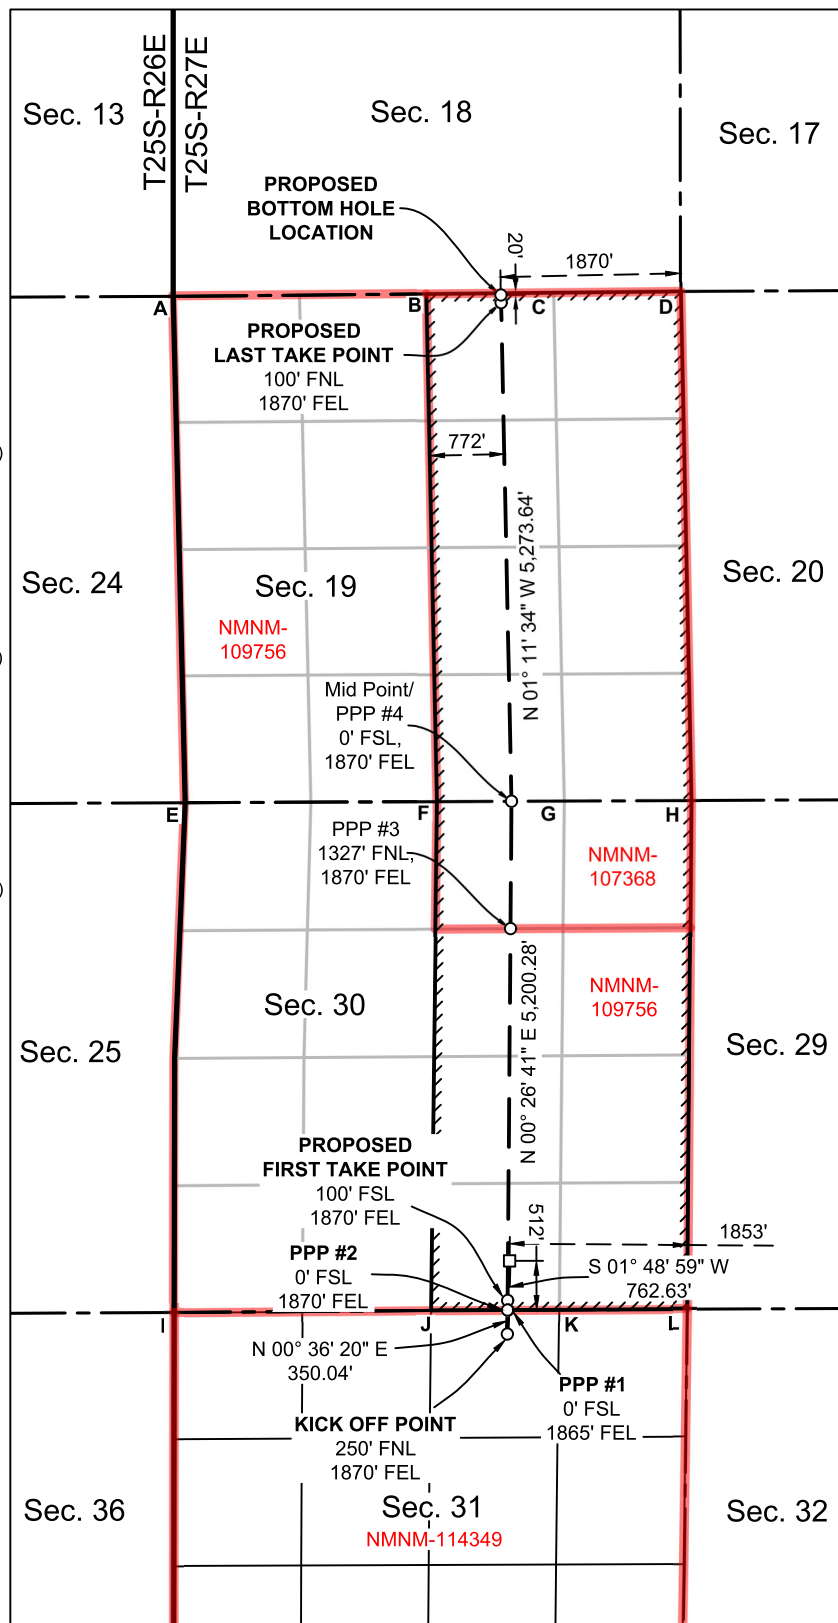 T25S-R26E
T25S-R27E
Sec. 13
Sec. 18
Sec. 17
PROPOSED
BOTTOM HOLE
LOCATION
20'
1870'
A
B
C
D
PROPOSED
LAST TAKE POINT
100' FNL
1870' FEL
772'
N 01° 11' 34" W 5,273.64'
Sec. 24
Sec. 19
Sec. 20
NMNM-
109756
Mid Point/
PPP #4
0' FSL,
1870' FEL
E
F
G
H
PPP #3
1327' FNL,
1870' FEL
NMNM-
107368
NMNM-
109756
N 00° 26' 41" E 5,200.28'
Sec. 25
Sec. 30
Sec. 29
PROPOSED
FIRST TAKE POINT
100' FSL
1870' FEL
512'
1853'
PPP #2
0' FSL
1870' FEL
S 01° 48' 59" W
762.63'
I
J
K
L
N 00° 36' 20" E
350.04'
PPP #1
0' FSL
1865' FEL
KICK OFF POINT
250' FNL
1870' FEL
Sec. 36
Sec. 31
Sec. 32
NMNM-114349